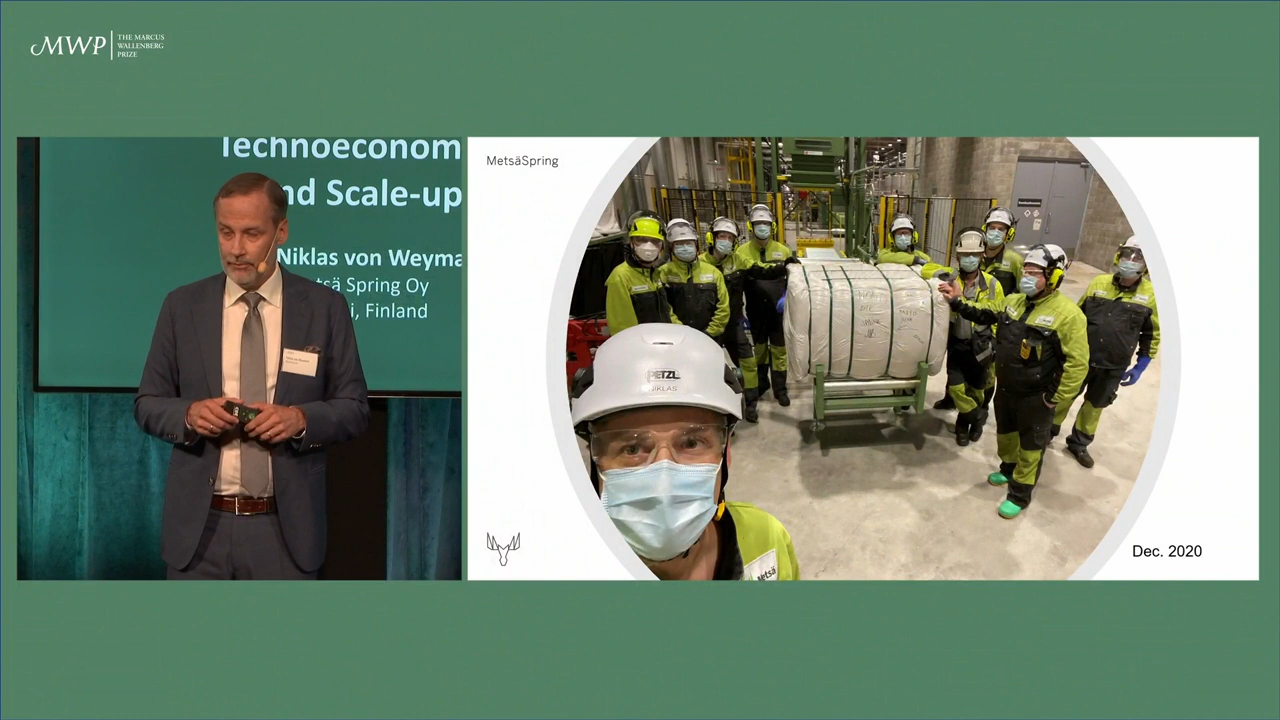 MWP
THE MARCUS
WALLENBERG
PRIZE
Technoeconom
nd Scale-up
Niklas von Weyma
tsä Spring Oy
i, Finland
MetsäSpring
PETZL
NIKLAS
Metsä
Dec. 2020